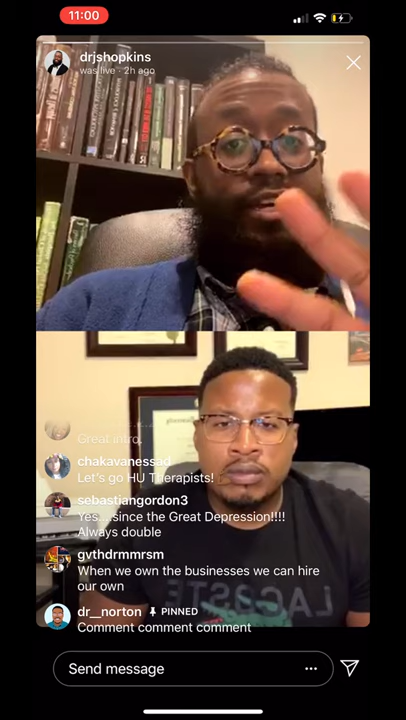 11:00
drjshopkins
was live · 2h ago
Great intro.
chakavanessad
Let's go HU Therapists!
sebastiangordon3
Yes....since the Great Depression!!!!
Always double
gvthdrmmrsm
When we own the businesses we can hire
our own
dr__norton PINNED
Comment comment comment
LACOSTE
Send message